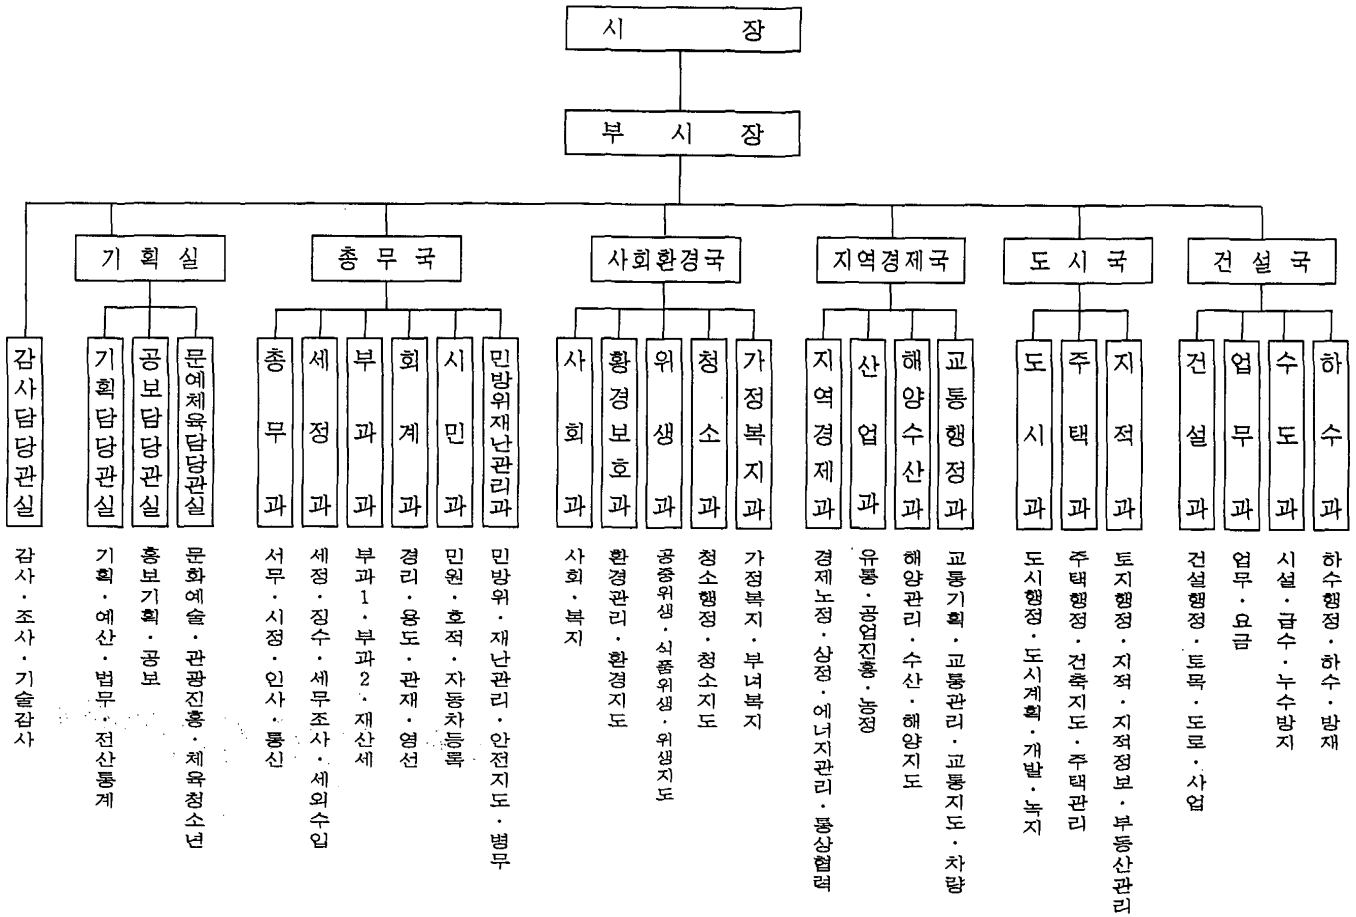 시 장
부 시 장
기 획 실
총 무 국
사회환경국
지역경제국
도 시 국
건 설 국
감사담당관실
기획담당관실
공보담당관실
문예체육담당관실
총무과
세정과
부과과
회계과
시민과
민방위재난관리과
사회과
황경보호과
위생과
청소과
가정복지과
지역경제과
산업과
해양수산과
교통행정과
도시과
주택과
지적과
건설과
업무과
수도과
하수과
감사·조사·기술감사
기획·예산·법무·전산통계
홍보기획·공보
문화예술·관광진흥·체육청소년
서무·시정·인사·통신
세정·징수·세무조사·세외수입
부과1·부과2·재산세
경리·용도·관재·영선
민원·호적·자동차등록
민방위·재난관리·안전지도·병무
사회·복지
환경관리·환경지도
공중위생·식품위생·위생지도
청소행정·청소지도
가정복지·부녀복지
경제노정·상정·에너지관리·통상협력
유통·공업진흥·농정
해양관리·수산·해양지도
교통기획·교통관리·교통지도·차량
도시행정·도시계획·개발·녹지
주택행정·건축지도·주택관리
토지행정·지적·지적정보·부동산관리
건설행정·토목·도로·사업
업무·요금
시설·급수·누수방지
하수행정·하수·방재